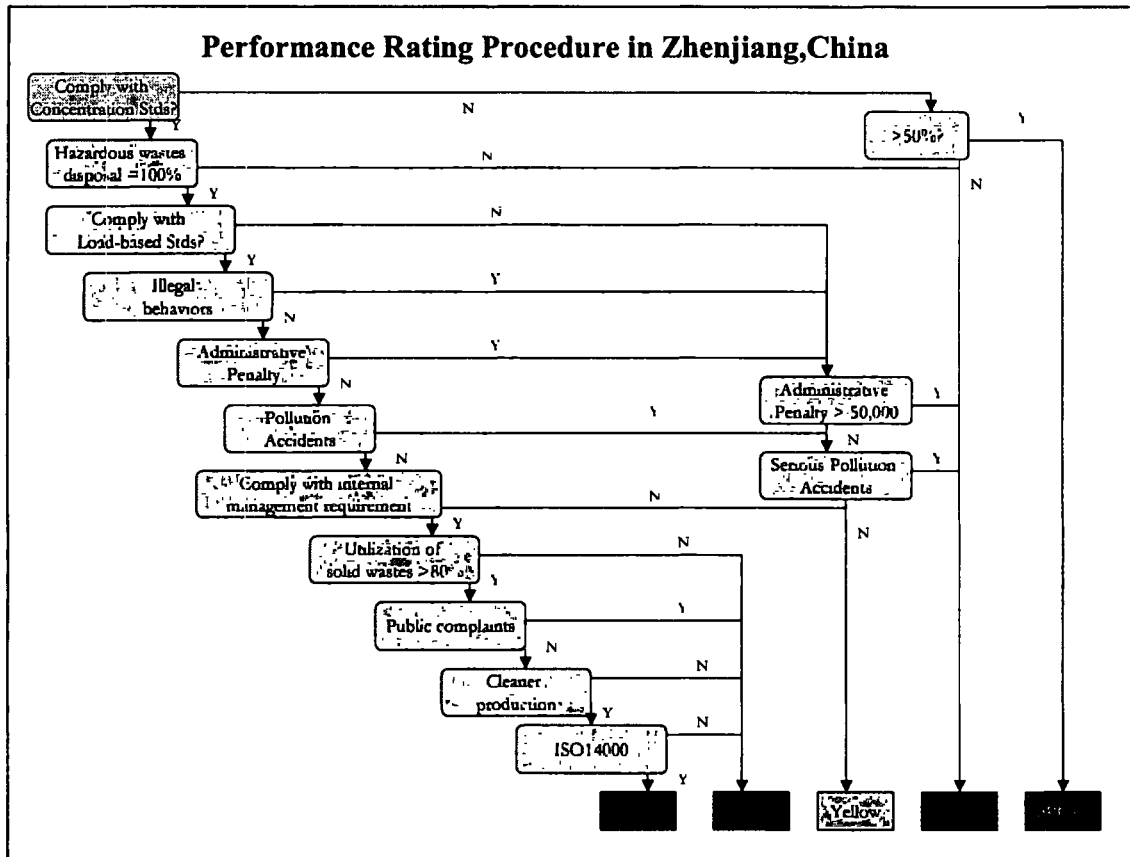 Performance Rating Procedure in Zhenjiang,China
Comply with
Concentration Stds?
N
Y
>50%?
Y
Hazardous wastes
disposal =100%
N
N
Y
Comply with
Load-based Stds?
N
Y
Illegal
behaviors
Y
N
Administrative
Penalty
Y
N
Administrative
Penalty > 50,000
Y
Pollution
Accidents
Y
N
N
Serious Pollution
Accidents
Y
Comply with internal
management requirement
N
N
Y
Utilization of
solid wastes >80%
N
Y
Public complaints
Y
N
Cleaner
production
N
Y
ISO14000
N
Y
Yellow